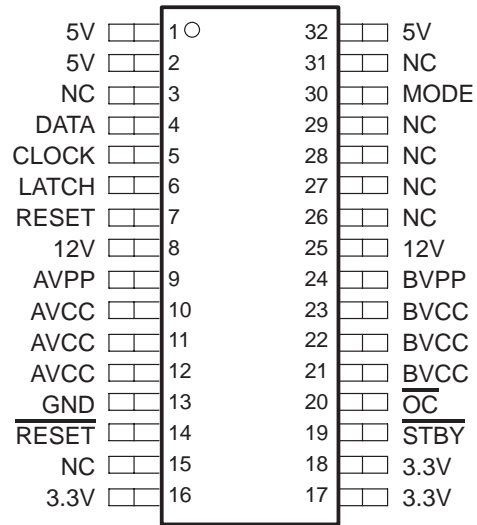 5V 1 32 5V
5V 2 31 NC
NC 3 30 MODE
DATA 4 29 NC
CLOCK 5 28 NC
LATCH 6 27 NC
RESET 7 26 NC
12V 8 25 12V
AVPP 9 24 BVPP
AVCC 10 23 BVCC
AVCC 11 22 BVCC
AVCC 12 21 BVCC
GND 13 20 OC
RESET 14 19 STBY
NC 15 18 3.3V
3.3V 16 17 3.3V